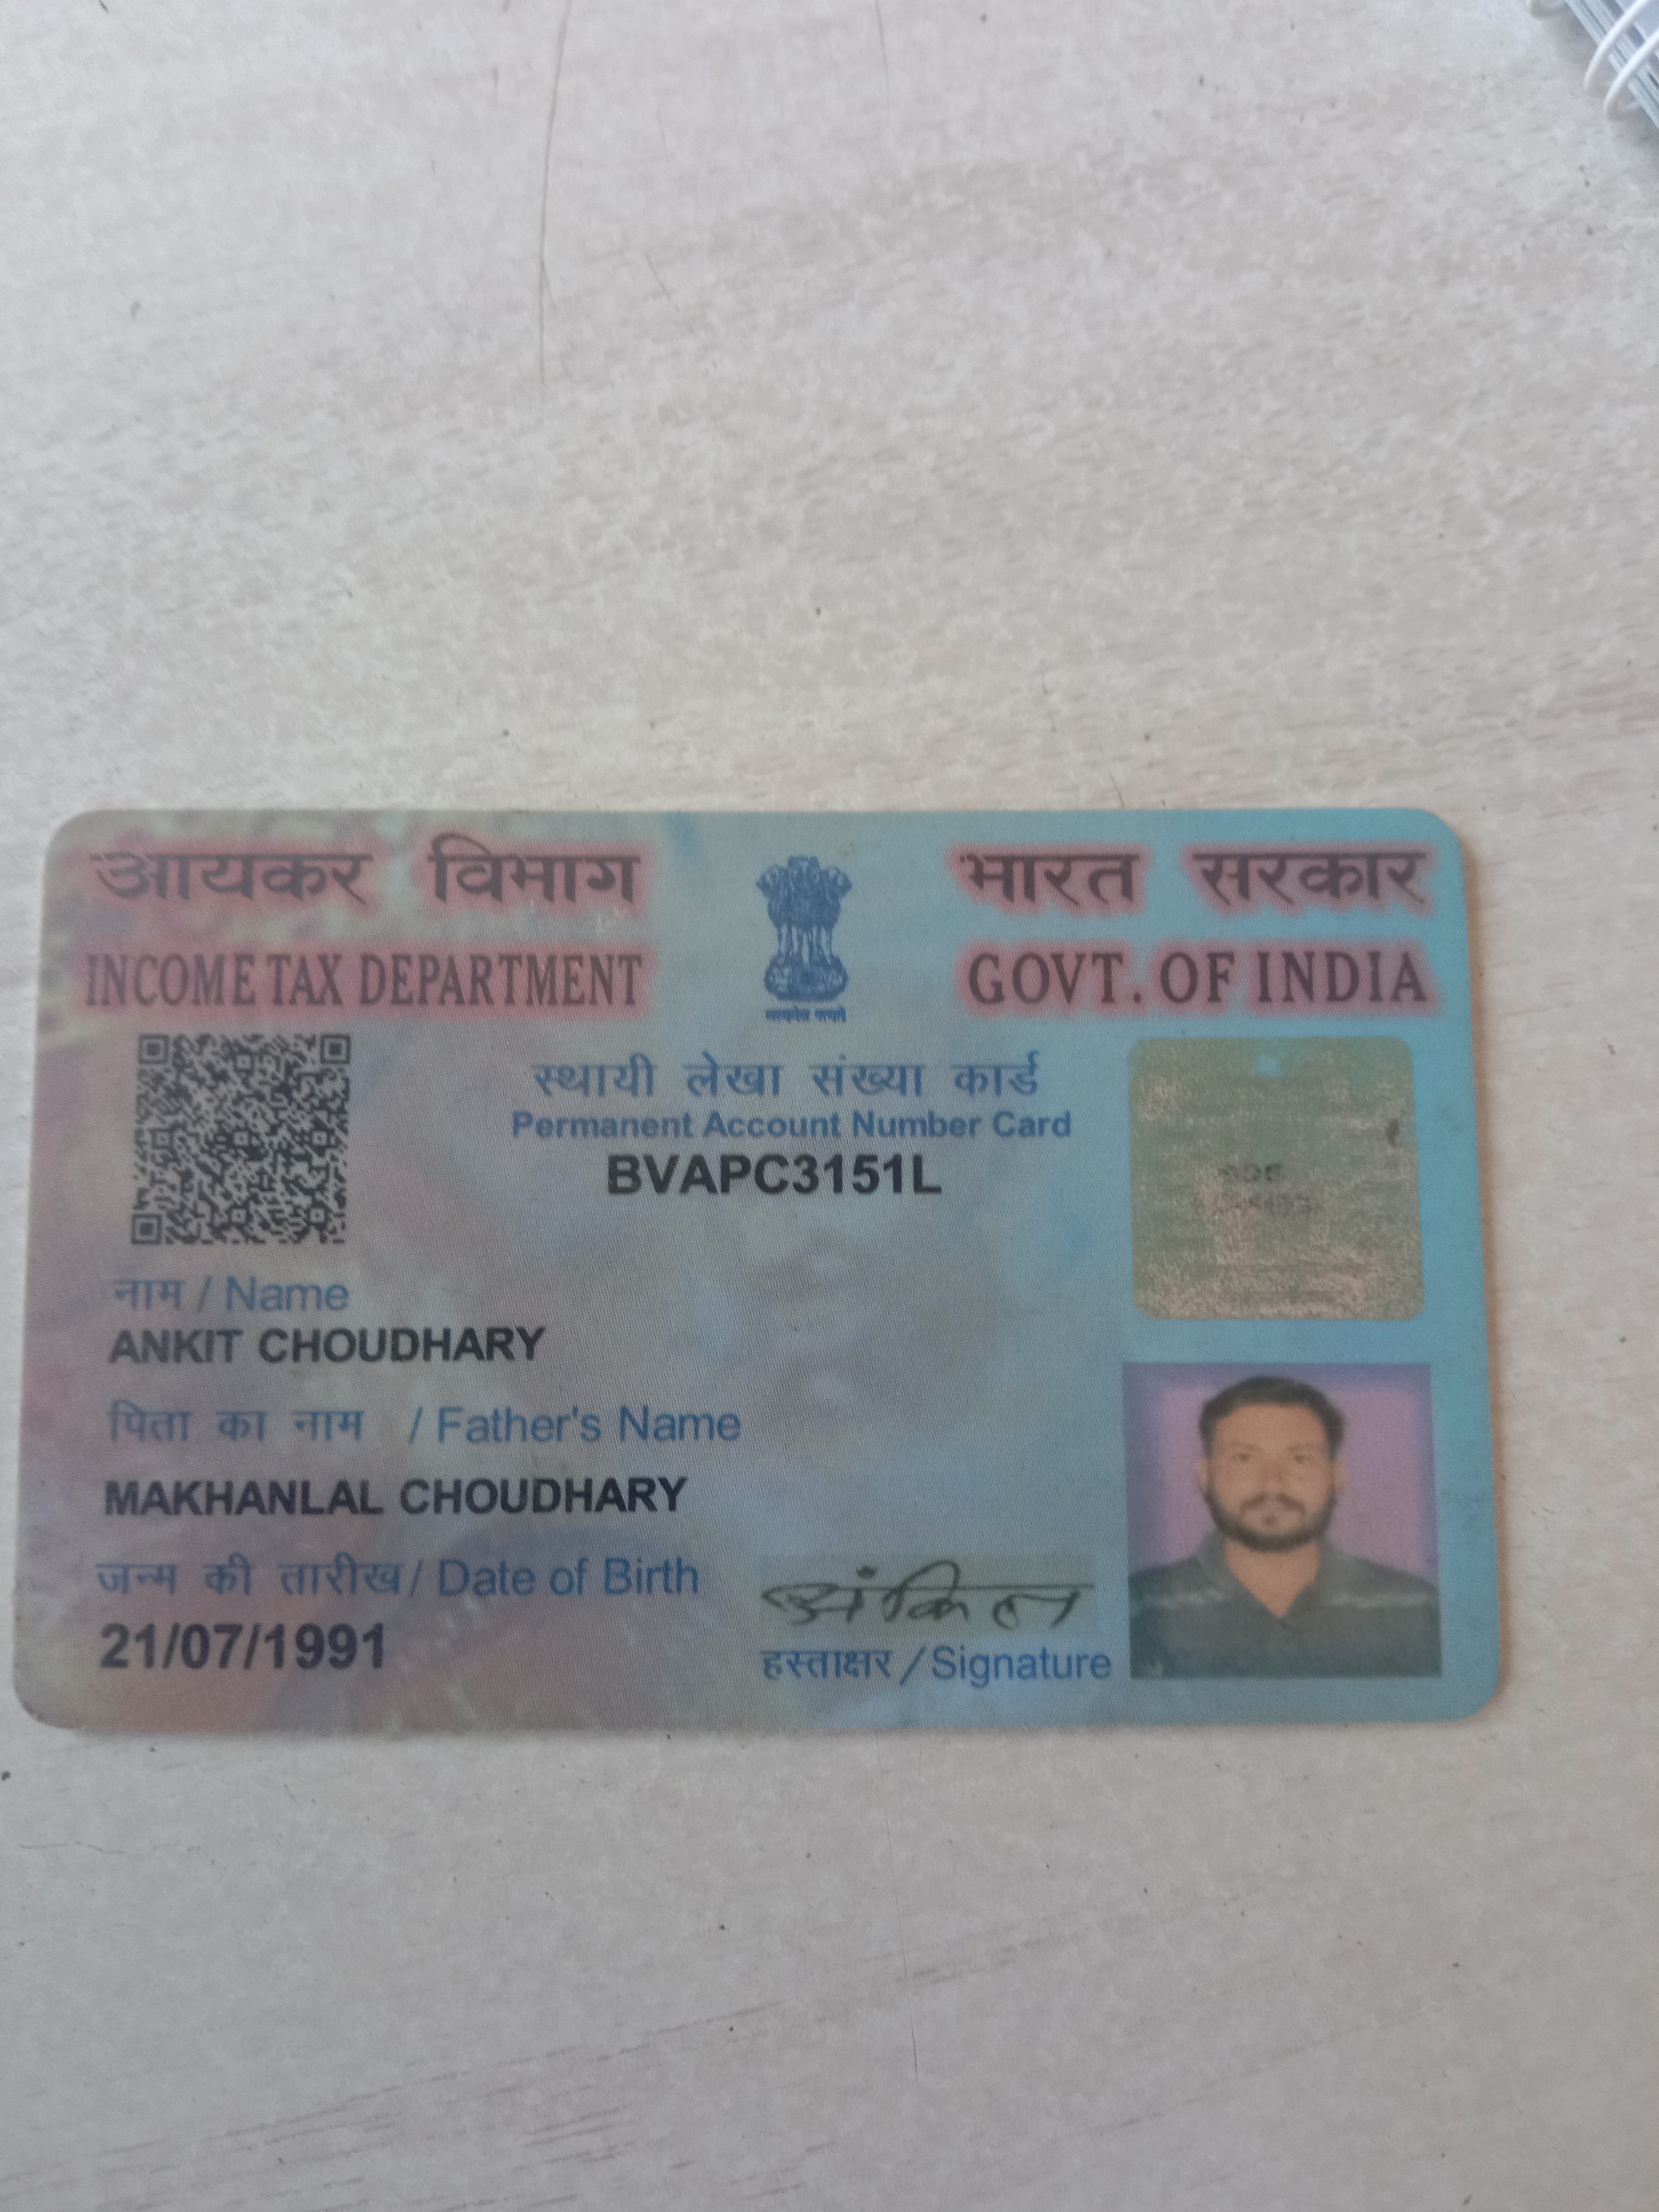 आयकर विभाग
INCOME TAX DEPARTMENT
भारत सरकार
GOVT. OF INDIA
सत्यमेव जयते
स्थायी लेखा संख्या कार्ड
Permanent Account Number Card
BVAPC3151L
नाम / Name
ANKIT CHOUDHARY
पिता का नाम / Father's Name
MAKHANLAL CHOUDHARY
जन्म की तारीख / Date of Birth
21/07/1991
अंकित
हस्ताक्षर / Signature